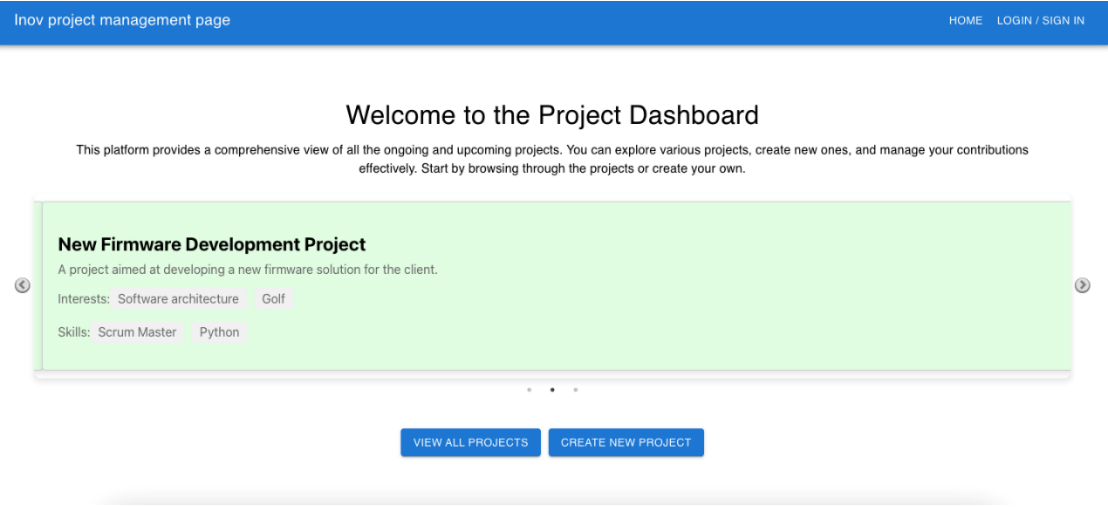 Inov project management page
HOME LOGIN / SIGN IN
Welcome to the Project Dashboard
This platform provides a comprehensive view of all the ongoing and upcoming projects. You can explore various projects, create new ones, and manage your contributions
effectively. Start by browsing through the projects or create your own.
New Firmware Development Project
A project aimed at developing a new firmware solution for the client.
Interests: Software architecture Golf
Skills: Scrum Master Python
VIEW ALL PROJECTS CREATE NEW PROJECT